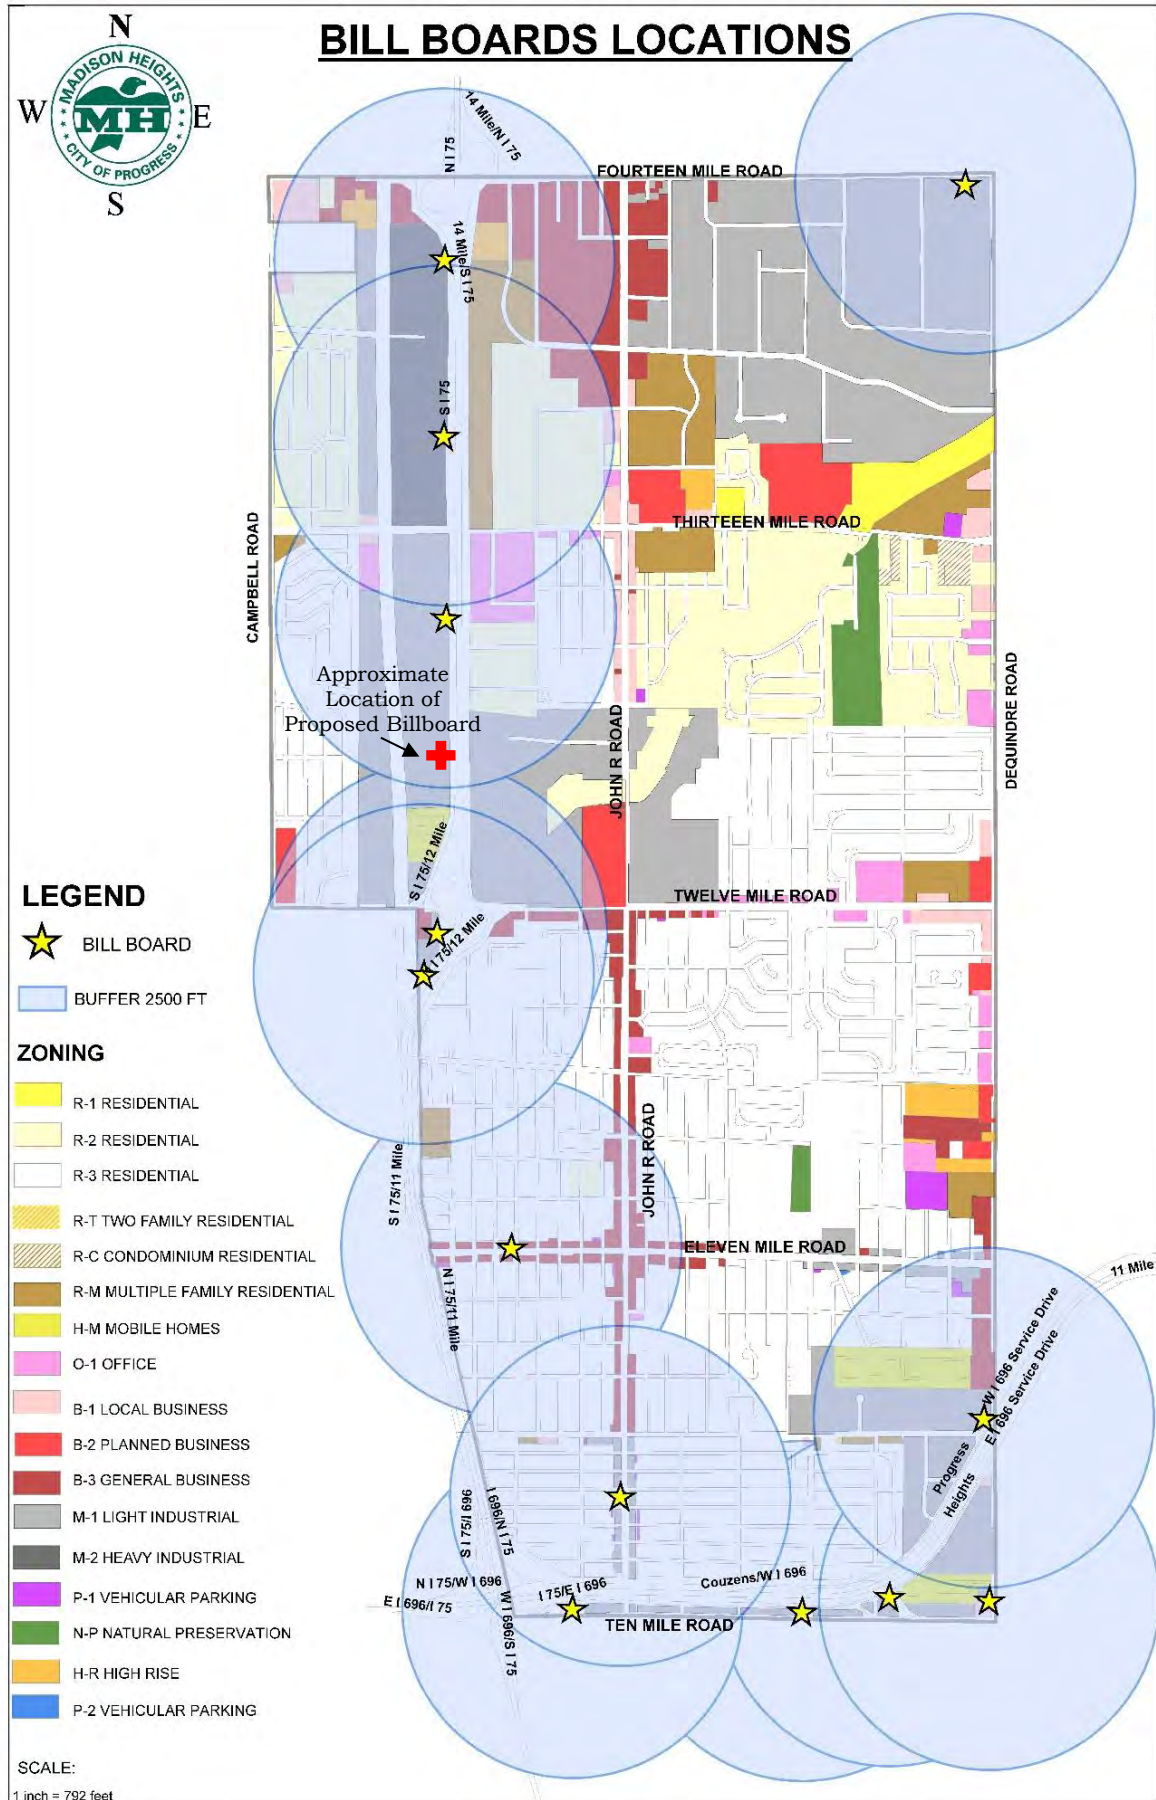 BILL BOARDS LOCATIONS
N
W
E
S
MADISON HEIGHTS
MH
CITY OF PROGRESS
14 Mile/N I 75
N I 75
FOURTEEN MILE ROAD
14 Mile/S I 75
S I 75
THIRTEEEN MILE ROAD
CAMPBELL ROAD
Approximate
Location of
Proposed Billboard
JOHN R ROAD
DEQUINDRE ROAD
S I 75/12 Mile
TWELVE MILE ROAD
N I 75/12 Mile
LEGEND
BILL BOARD
BUFFER 2500 FT
ZONING
R-1 RESIDENTIAL
R-2 RESIDENTIAL
R-3 RESIDENTIAL
R-T TWO FAMILY RESIDENTIAL
R-C CONDOMINIUM RESIDENTIAL
R-M MULTIPLE FAMILY RESIDENTIAL
H-M MOBILE HOMES
O-1 OFFICE
B-1 LOCAL BUSINESS
B-2 PLANNED BUSINESS
B-3 GENERAL BUSINESS
M-1 LIGHT INDUSTRIAL
M-2 HEAVY INDUSTRIAL
P-1 VEHICULAR PARKING
N-P NATURAL PRESERVATION
H-R HIGH RISE
P-2 VEHICULAR PARKING
SCALE:
1 inch = 792 feet
JOHN R ROAD
S I 75/11 Mile
ELEVEN MILE ROAD
11 Mile
N I 75/11 Mile
W I 696 Service Drive
E I 696 Service Drive
Progress
Heights
S I 75/I 696
I 696/N I 75
N I 75/W I 696
I 75/E I 696
Couzens/W I 696
E I 696/I 75
W I 696/S I 75
TEN MILE ROAD